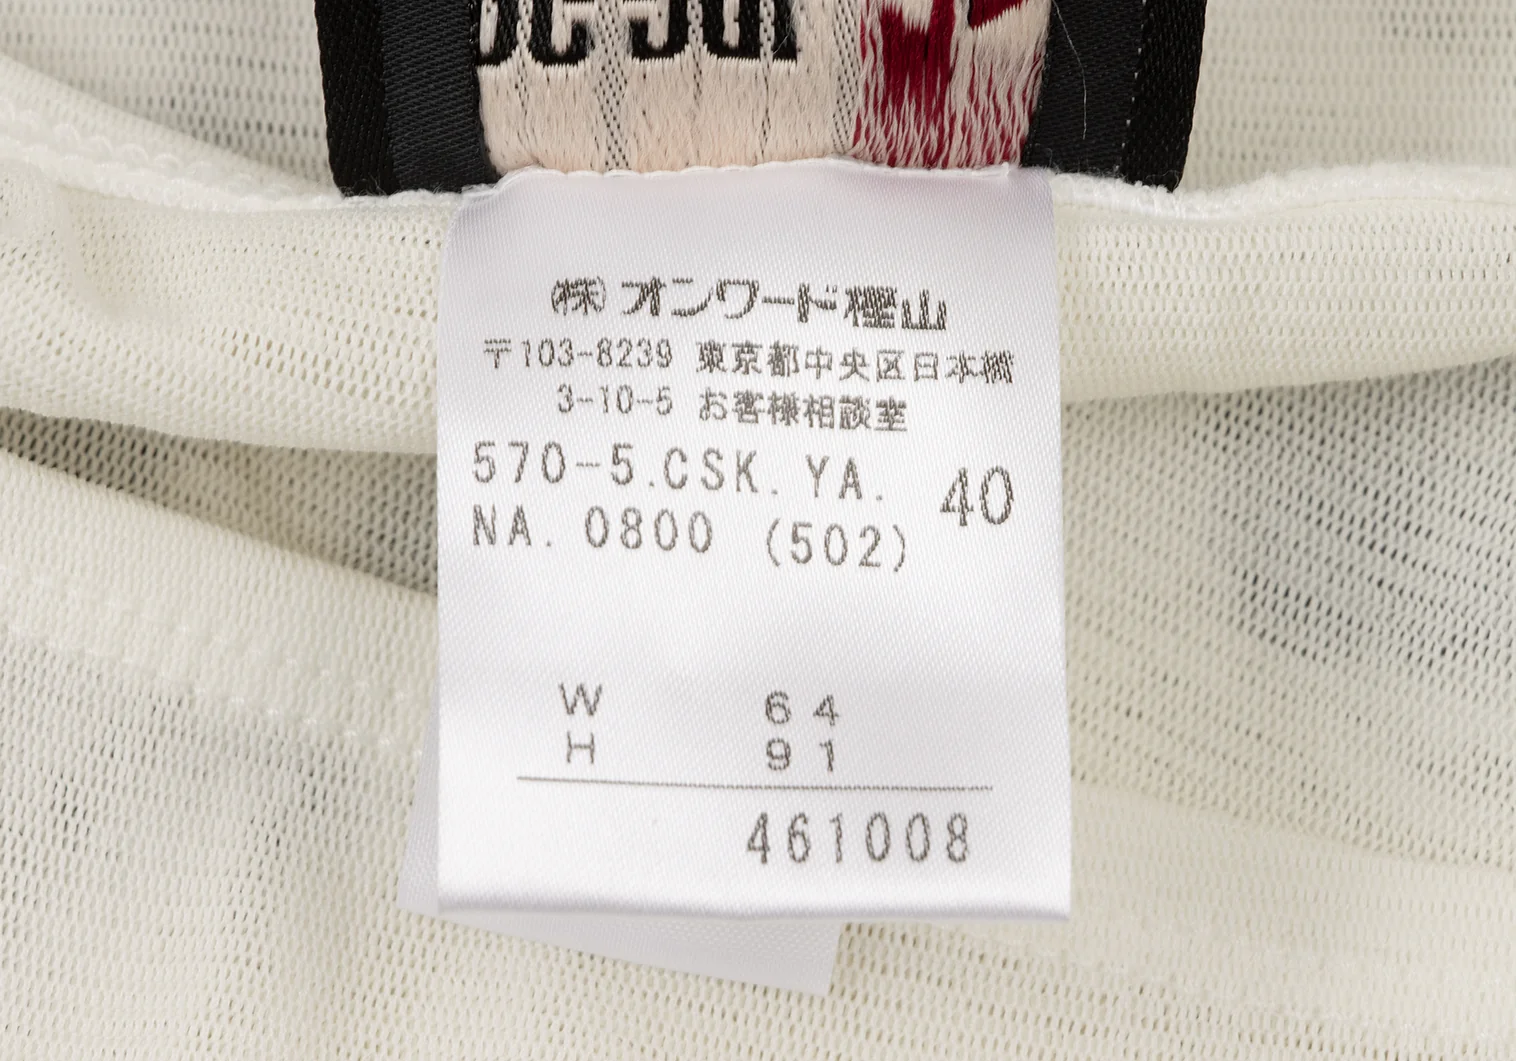 ㈱オンワード樫山
〒103-8239 東京都中央区日本橋
3-10-5 お客様相談室
570-5.CSK.YA. 40
NA. 0800 (502)
W 64
H 91
461008